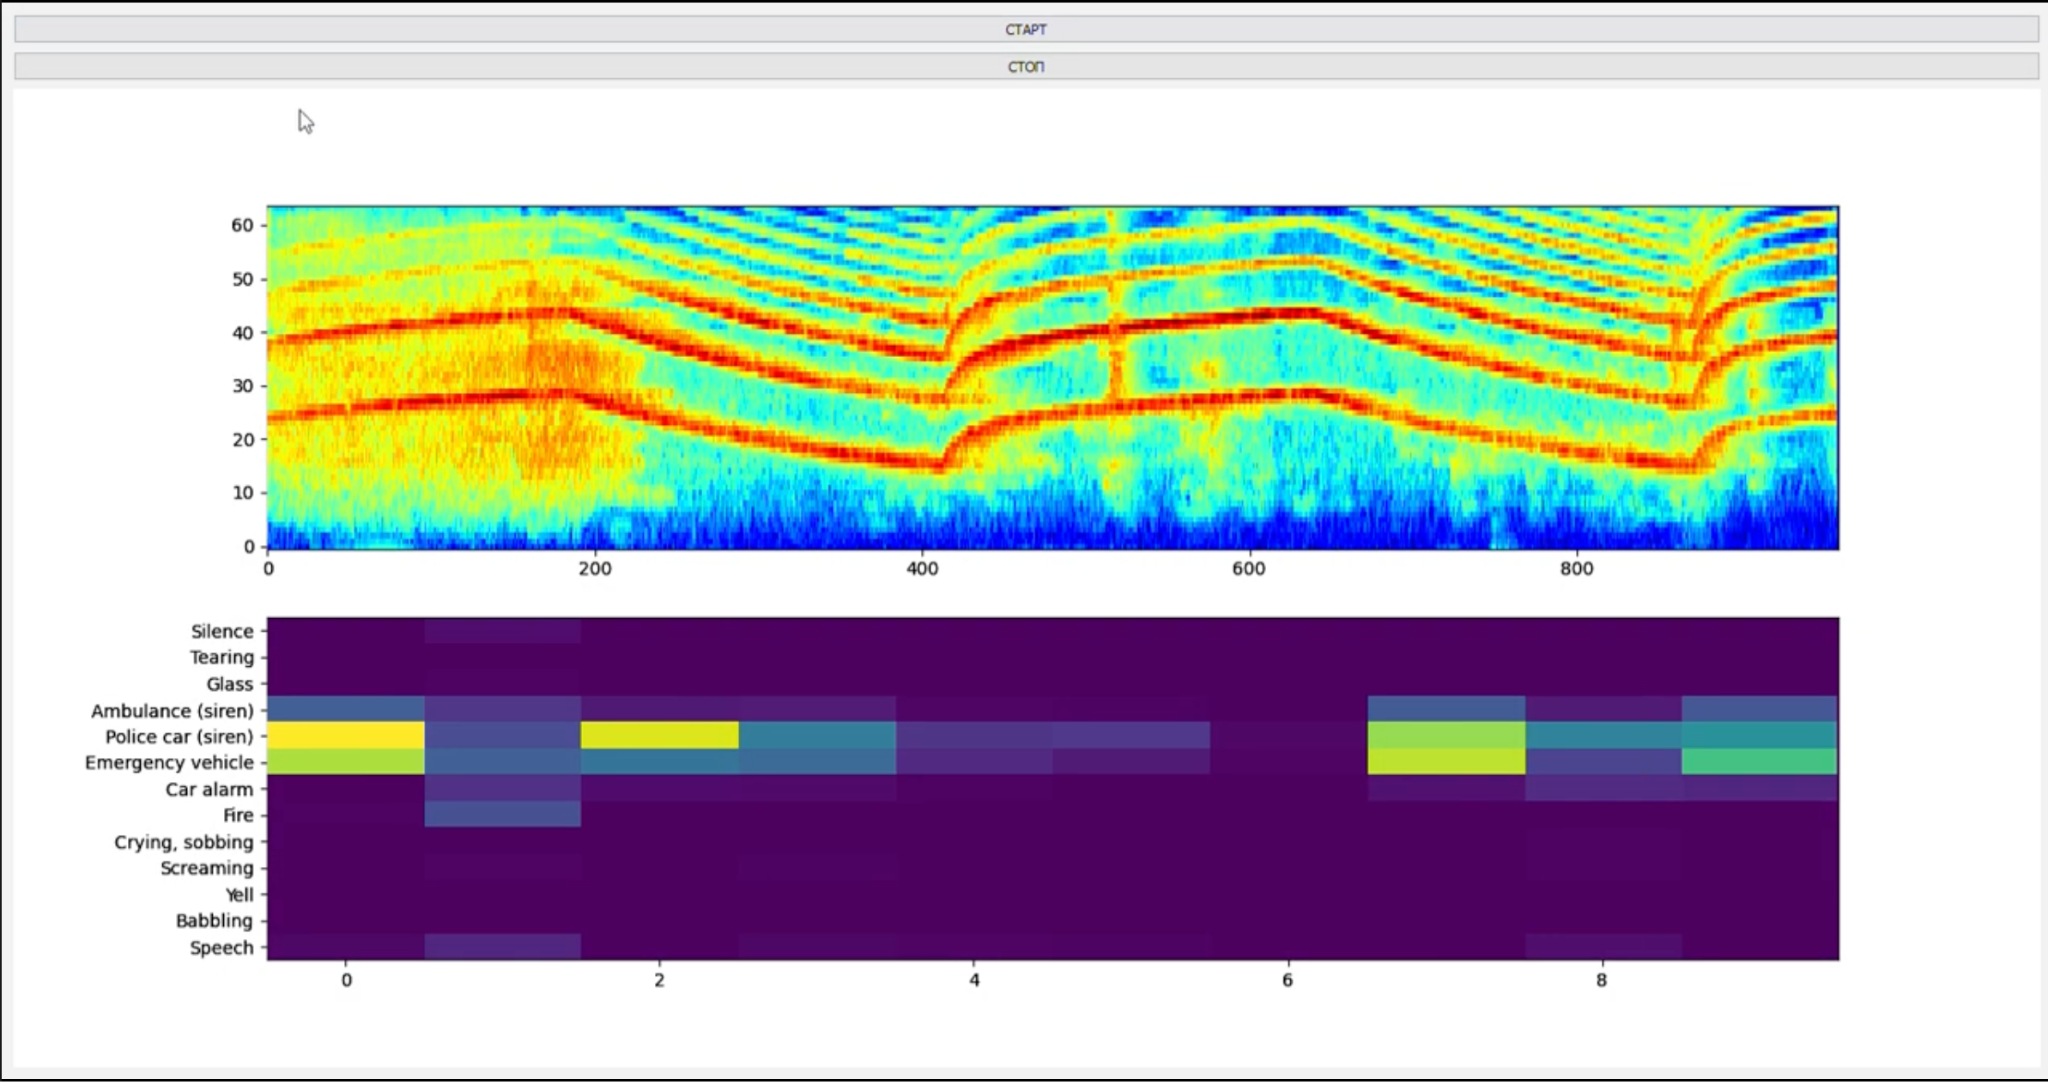 СТАРТ
СТОП
60
50
40
30
20
10
0
0 200 400 600 800
Silence
Tearing
Glass
Ambulance (siren)
Police car (siren)
Emergency vehicle
Car alarm
Fire
Crying, sobbing
Screaming
Yell
Babbling
Speech
0 2 4 6 8